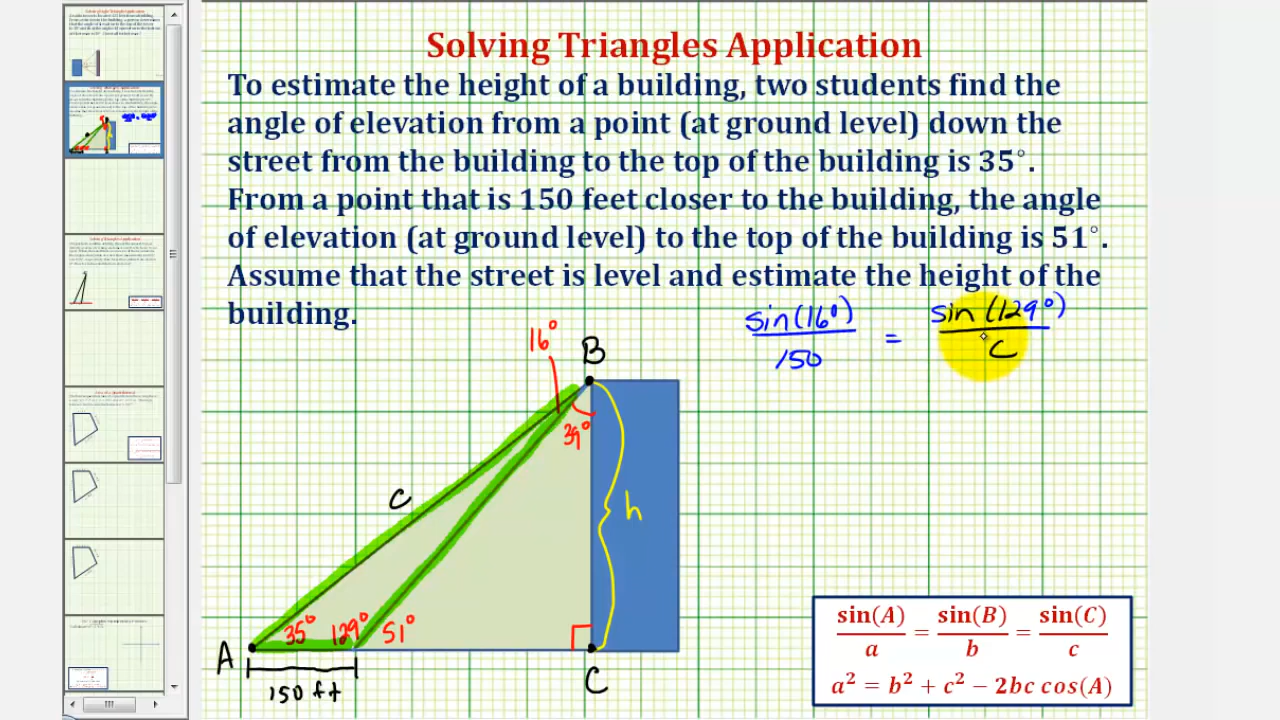 Solving Triangles Application
To estimate the height of a building, two students find the
angle of elevation from a point (at ground level) down the
street from the building to the top of the building is 35°.
From a point that is 150 feet closer to the building, the angle
of elevation (at ground level) to the top of the building is 51°.
Assume that the street is level and estimate the height of the
building.
sin(16°)
150
=
sin(129°)
c
16°
B
39°
c
h
35°
129°
51°
A
C
150 ft
sin(A)/a = sin(B)/b = sin(C)/c
a² = b² + c² − 2bc cos(A)